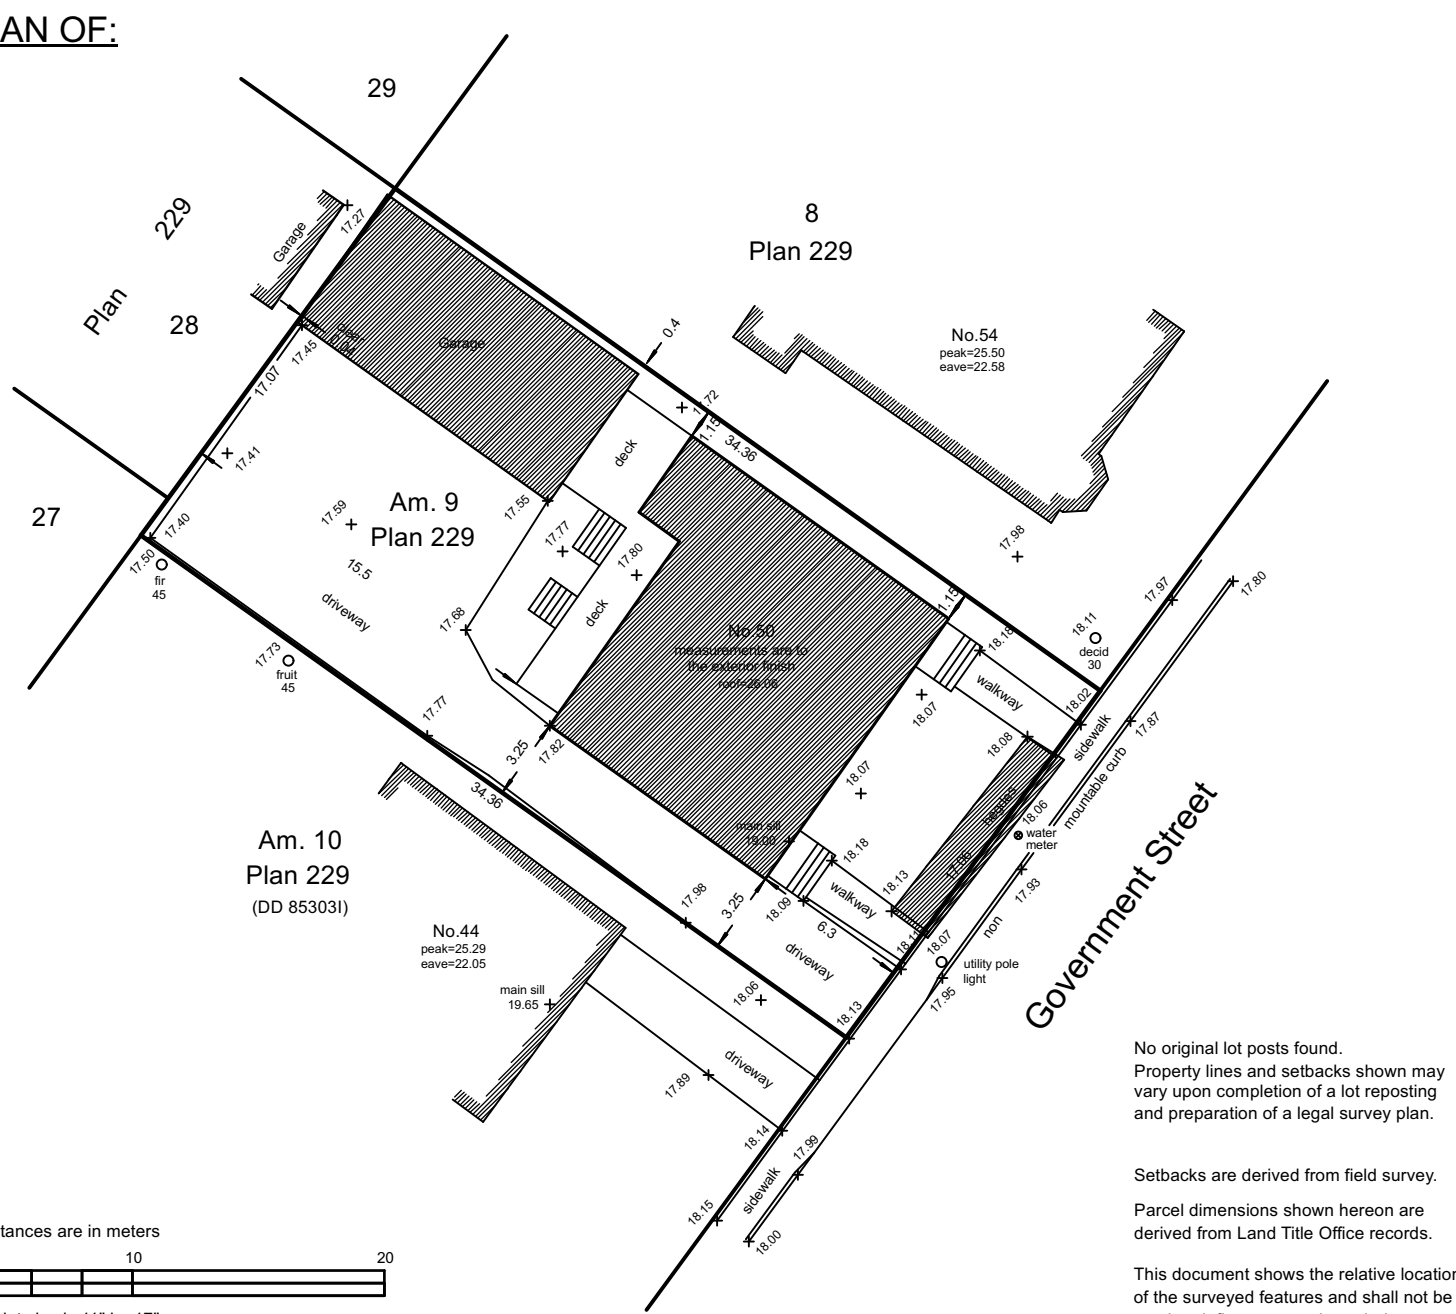 AN OF:
29
229
Plan
28
27
Garage
17.27
8
Plan 229
No.54
peak=25.50
eave=22.58
0.4
clear
0.04
17.45
17.07
Garage
17.41
17.40
17.50
fir
45
17.59
Am. 9
Plan 229
15.5
driveway
17.55
deck
1.15
34.36
17.77
17.80
17.68
deck
17.73
fruit
45
17.77
3.25
17.82
34.36
No.50
measurements are to
the exterior finish
1.15
18.18
walkway
18.07
18.02
17.98
17.97
17.80
18.11
decid
30
18.08
sidewalk
17.87
mountable curb
18.07
hedges
18.06
water
meter
17.06
main sill
19.00
18.18
18.13
walkway
17.93
non
18.09
6.3
18.11
18.07
utility pole
light
17.95
Government Street
Am. 10
Plan 229
(DD 85303I)
No.44
peak=25.29
eave=22.05
main sill
19.65
17.98
3.25
driveway
18.06
18.13
driveway
17.89
18.14
17.99
sidewalk
18.15
18.00
No original lot posts found.
Property lines and setbacks shown may
vary upon completion of a lot reposting
and preparation of a legal survey plan.
Setbacks are derived from field survey.
Parcel dimensions shown hereon are
derived from Land Title Office records.
This document shows the relative location
of the surveyed features and shall not be
tances are in meters
10
20